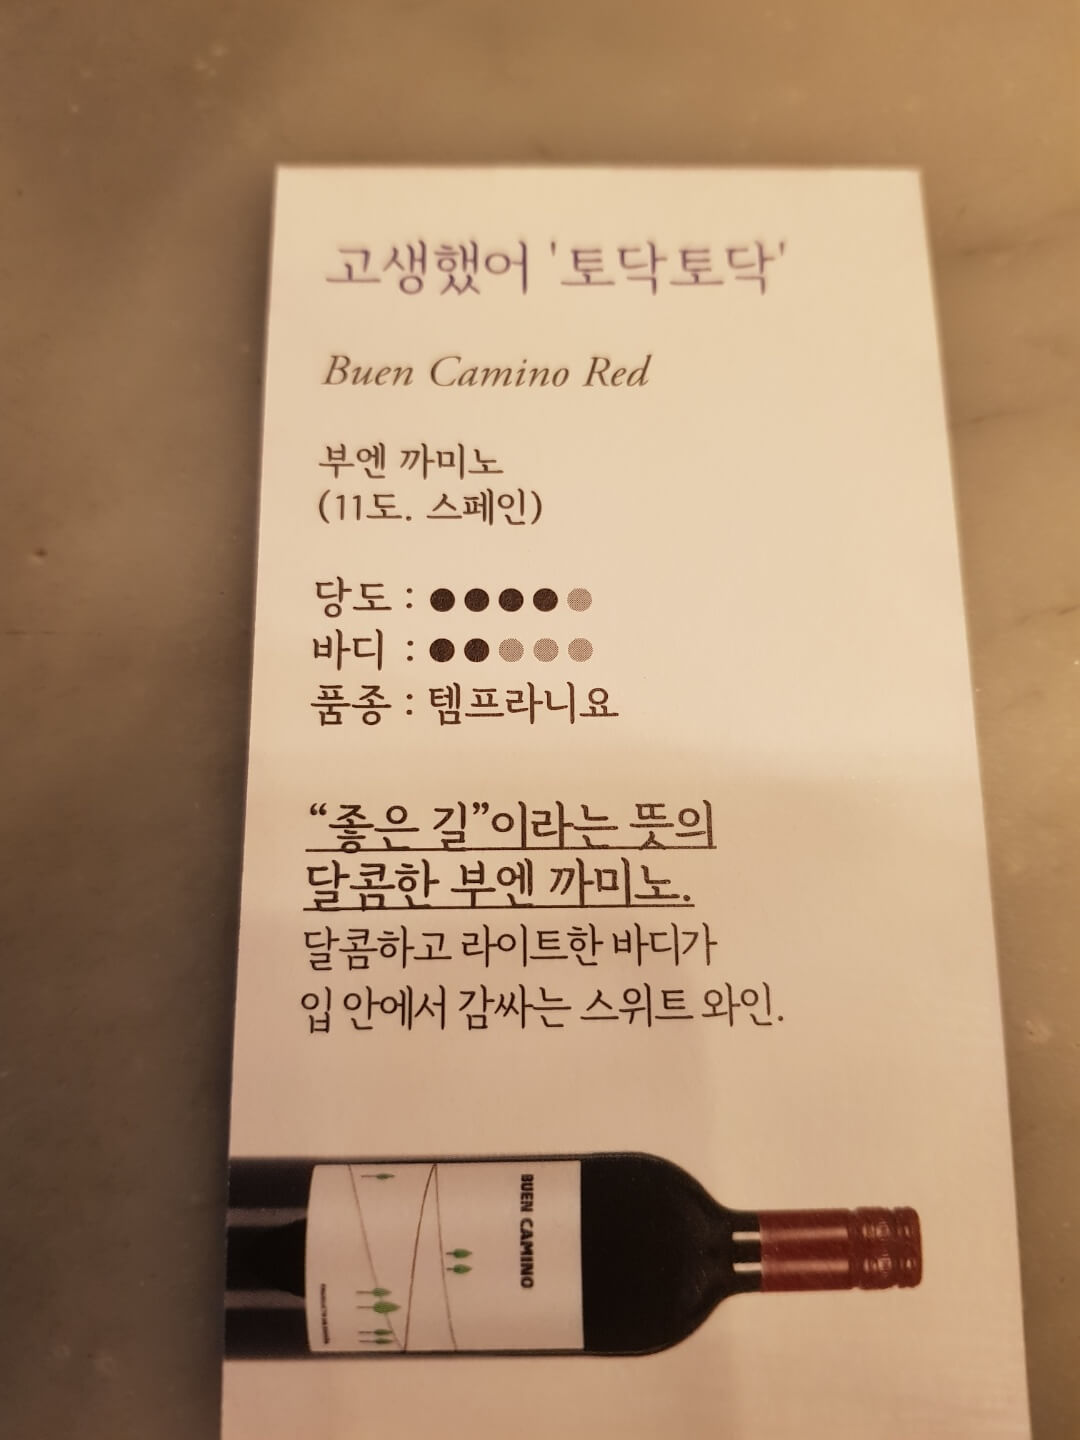 고생했어 '토닥토닥'
Buen Camino Red
부엔 까미노
(11도. 스페인)
당도 : ●●●●●
바디 : ●●●●●
품종 : 템프라니요
“좋은 길”이라는 뜻의
달콤한 부엔 까미노.
달콤하고 라이트한 바디가
입 안에서 감싸는 스위트 와인.
BUEN CAMINO